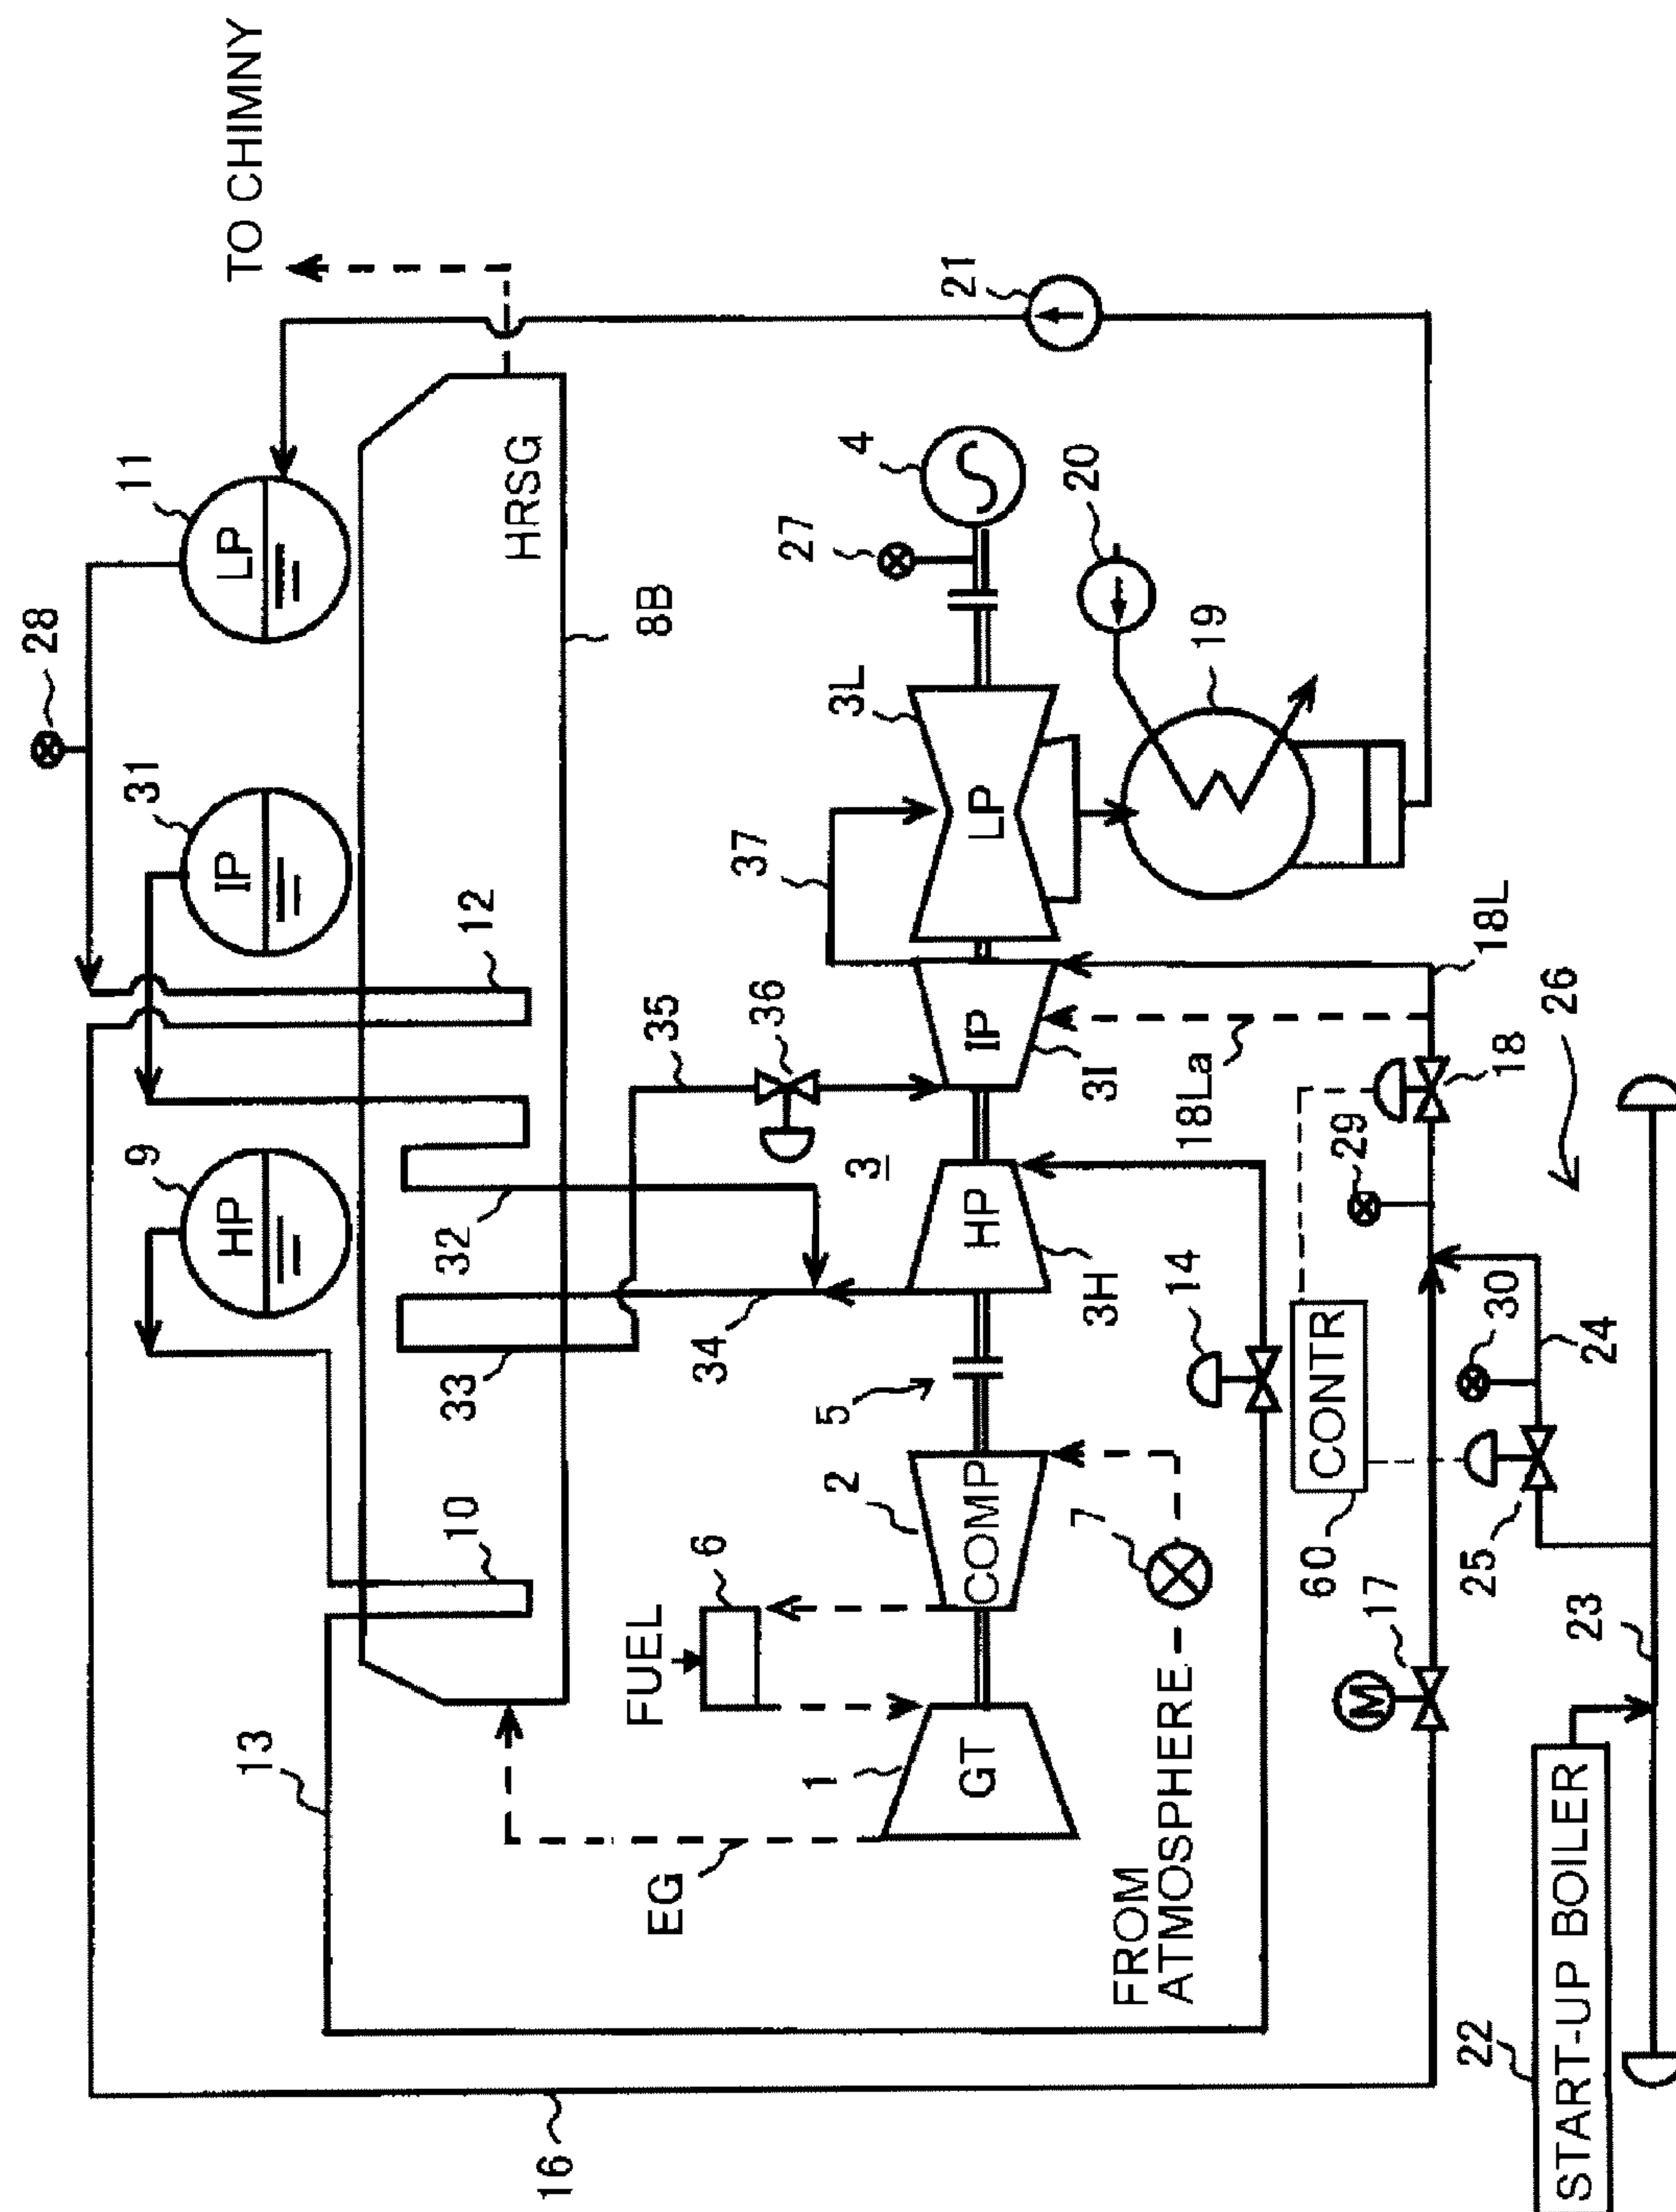 TO CHIMNY
28
31
11
9
HP
IP
LP
12
HRSG
8B
21
13
10
33
32
34
35
36
37
3
3L
27
4
FUEL
6
EG
1
GT
2
COMP
5
HP
3H
IP
3I
LP
20
19
FROM
ATMOSPHERE
7
14
18La
18L
CONTR
60
29
18
26
30
24
25
17
M
23
22
START-UP BOILER
16